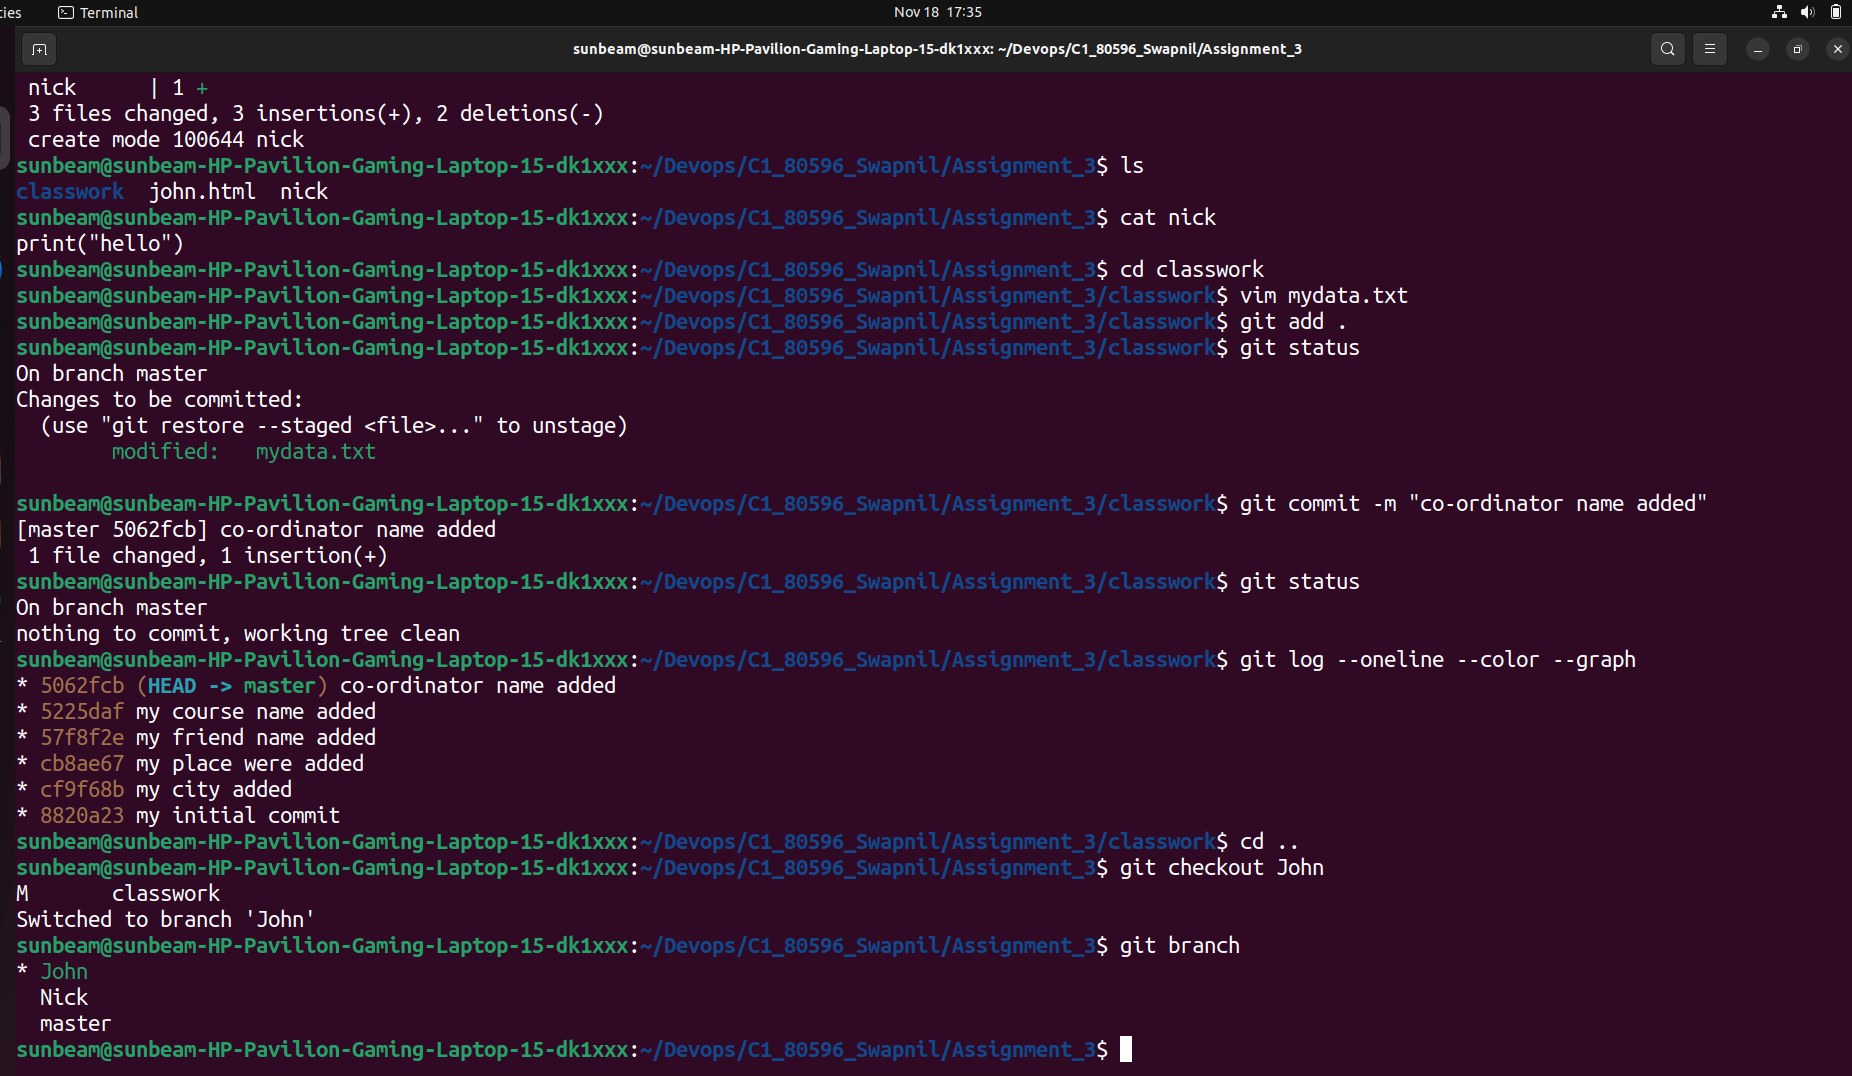 ties Terminal Nov 18 17:35
sunbeam@sunbeam-HP-Pavilion-Gaming-Laptop-15-dk1xxx: ~/Devops/C1_80596_Swapnil/Assignment_3
nick | 1 +
3 files changed, 3 insertions(+), 2 deletions(-)
create mode 100644 nick
sunbeam@sunbeam-HP-Pavilion-Gaming-Laptop-15-dk1xxx:~/Devops/C1_80596_Swapnil/Assignment_3$ ls
classwork john.html nick
sunbeam@sunbeam-HP-Pavilion-Gaming-Laptop-15-dk1xxx:~/Devops/C1_80596_Swapnil/Assignment_3$ cat nick
print("hello")
sunbeam@sunbeam-HP-Pavilion-Gaming-Laptop-15-dk1xxx:~/Devops/C1_80596_Swapnil/Assignment_3$ cd classwork
sunbeam@sunbeam-HP-Pavilion-Gaming-Laptop-15-dk1xxx:~/Devops/C1_80596_Swapnil/Assignment_3/classwork$ vim mydata.txt
sunbeam@sunbeam-HP-Pavilion-Gaming-Laptop-15-dk1xxx:~/Devops/C1_80596_Swapnil/Assignment_3/classwork$ git add .
sunbeam@sunbeam-HP-Pavilion-Gaming-Laptop-15-dk1xxx:~/Devops/C1_80596_Swapnil/Assignment_3/classwork$ git status
On branch master
Changes to be committed:
(use "git restore --staged <file>..." to unstage)
modified: mydata.txt
sunbeam@sunbeam-HP-Pavilion-Gaming-Laptop-15-dk1xxx:~/Devops/C1_80596_Swapnil/Assignment_3/classwork$ git commit -m "co-ordinator name added"
[master 5062fcb] co-ordinator name added
1 file changed, 1 insertion(+)
sunbeam@sunbeam-HP-Pavilion-Gaming-Laptop-15-dk1xxx:~/Devops/C1_80596_Swapnil/Assignment_3/classwork$ git status
On branch master
nothing to commit, working tree clean
sunbeam@sunbeam-HP-Pavilion-Gaming-Laptop-15-dk1xxx:~/Devops/C1_80596_Swapnil/Assignment_3/classwork$ git log --oneline --color --graph
* 5062fcb (HEAD -> master) co-ordinator name added
* 5225daf my course name added
* 57f8f2e my friend name added
* cb8ae67 my place were added
* cf9f68b my city added
* 8820a23 my initial commit
sunbeam@sunbeam-HP-Pavilion-Gaming-Laptop-15-dk1xxx:~/Devops/C1_80596_Swapnil/Assignment_3/classwork$ cd ..
sunbeam@sunbeam-HP-Pavilion-Gaming-Laptop-15-dk1xxx:~/Devops/C1_80596_Swapnil/Assignment_3$ git checkout John
M classwork
Switched to branch 'John'
sunbeam@sunbeam-HP-Pavilion-Gaming-Laptop-15-dk1xxx:~/Devops/C1_80596_Swapnil/Assignment_3$ git branch
* John
Nick
master
sunbeam@sunbeam-HP-Pavilion-Gaming-Laptop-15-dk1xxx:~/Devops/C1_80596_Swapnil/Assignment_3$